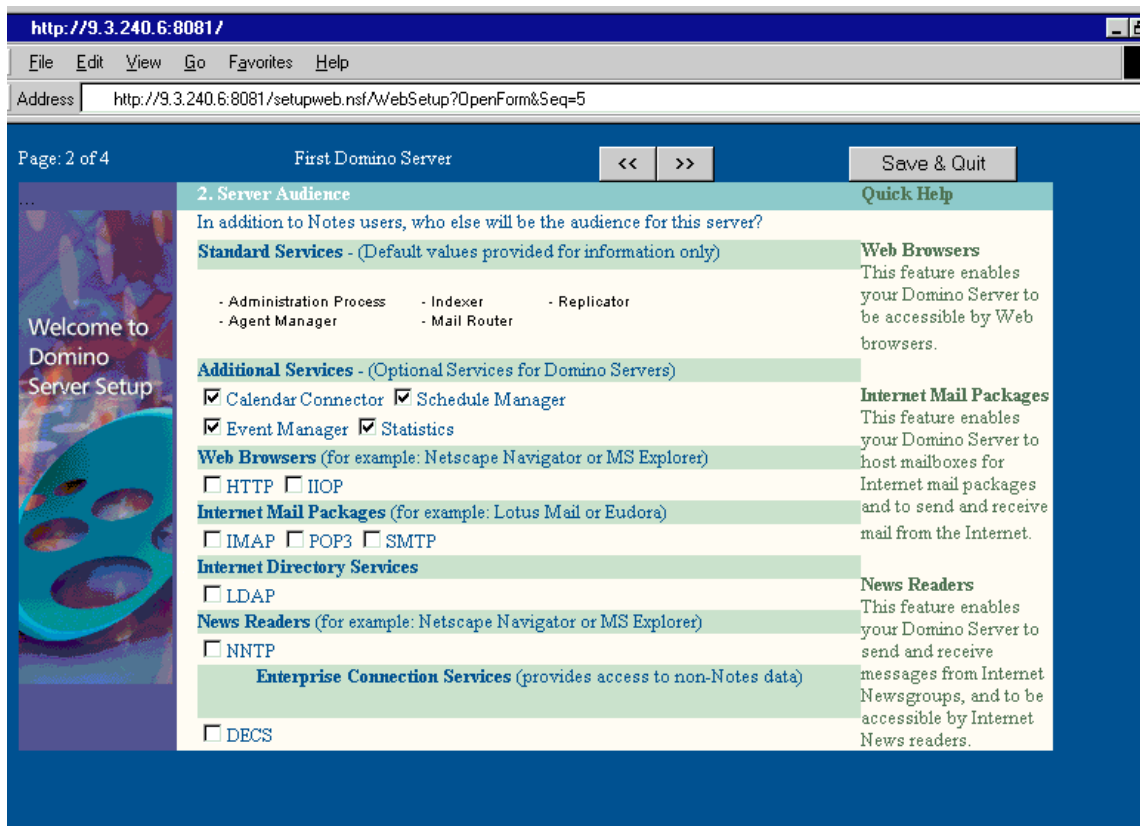 http://9.3.240.6:8081/
File Edit View Go Favorites Help
Address http://9.3.240.6:8081/setupweb.nsf/WebSetup?OpenForm&Seq=5
Page: 2 of 4 First Domino Server << >> Save & Quit
...
Welcome to
Domino
Server Setup
2. Server Audience
In addition to Notes users, who else will be the audience for this server?
Standard Services - (Default values provided for information only)
- Administration Process - Indexer - Replicator
- Agent Manager - Mail Router
Additional Services - (Optional Services for Domino Servers)
Calendar Connector Schedule Manager
Event Manager Statistics
Web Browsers (for example: Netscape Navigator or MS Explorer)
HTTP IIOP
Internet Mail Packages (for example: Lotus Mail or Eudora)
IMAP POP3 SMTP
Internet Directory Services
LDAP
News Readers (for example: Netscape Navigator or MS Explorer)
NNTP
Enterprise Connection Services (provides access to non-Notes data)
DECS
Quick Help
Web Browsers
This feature enables
your Domino Server to
be accessible by Web
browsers.
Internet Mail Packages
This feature enables
your Domino Server to
host mailboxes for
Internet mail packages
and to send and receive
mail from the Internet.
News Readers
This feature enables
your Domino Server to
send and receive
messages from Internet
Newsgroups, and to be
accessible by Internet
News readers.